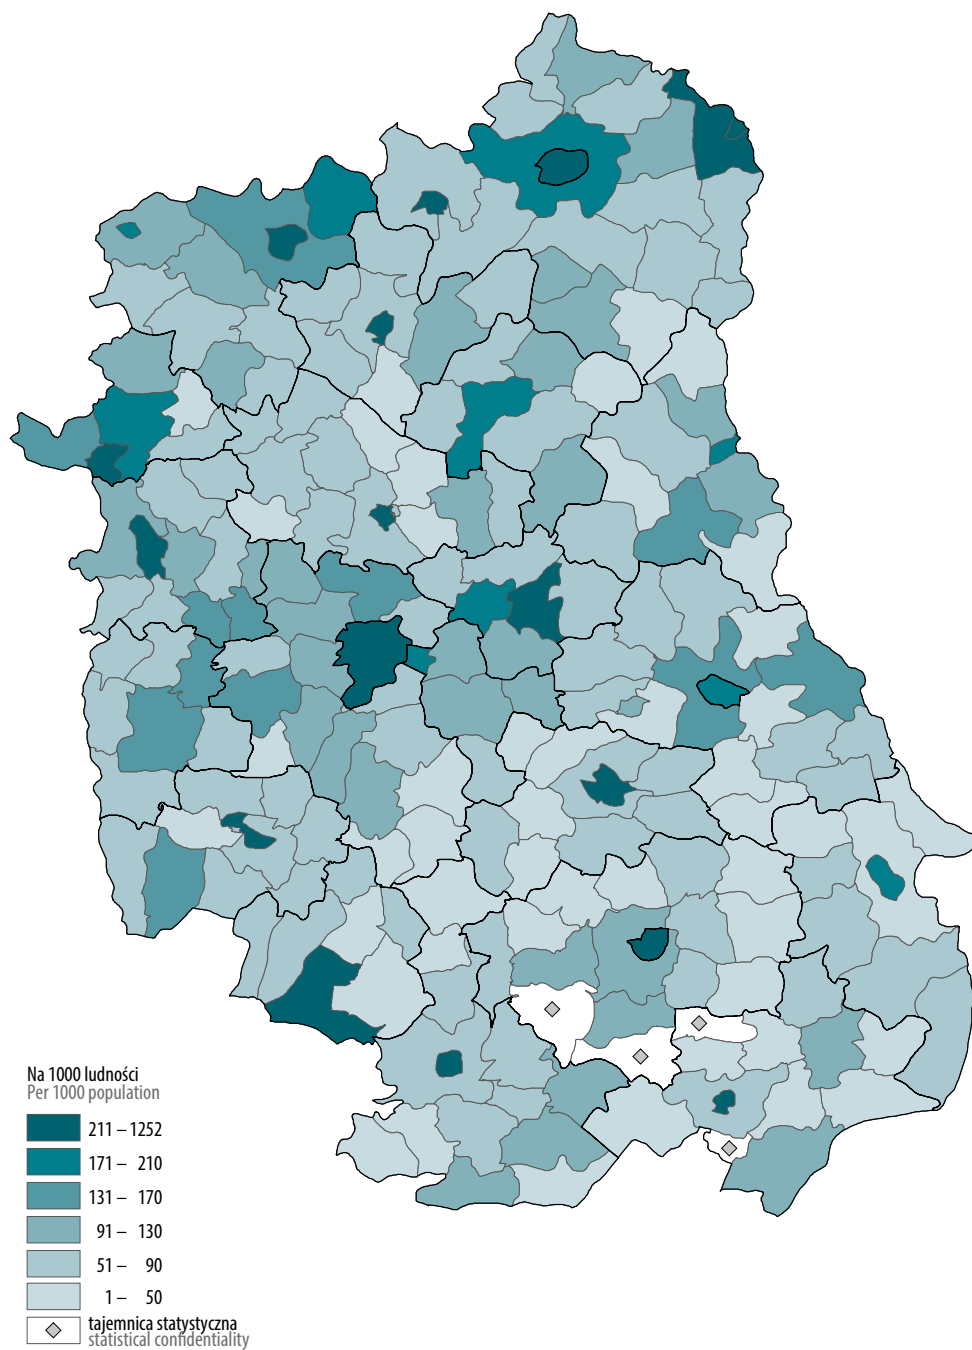 Na 1000 ludności
Per 1000 population
211 – 1252
171 – 210
131 – 170
91 – 130
51 – 90
1 – 50
tajemnica statystyczna
statistical confidentiality